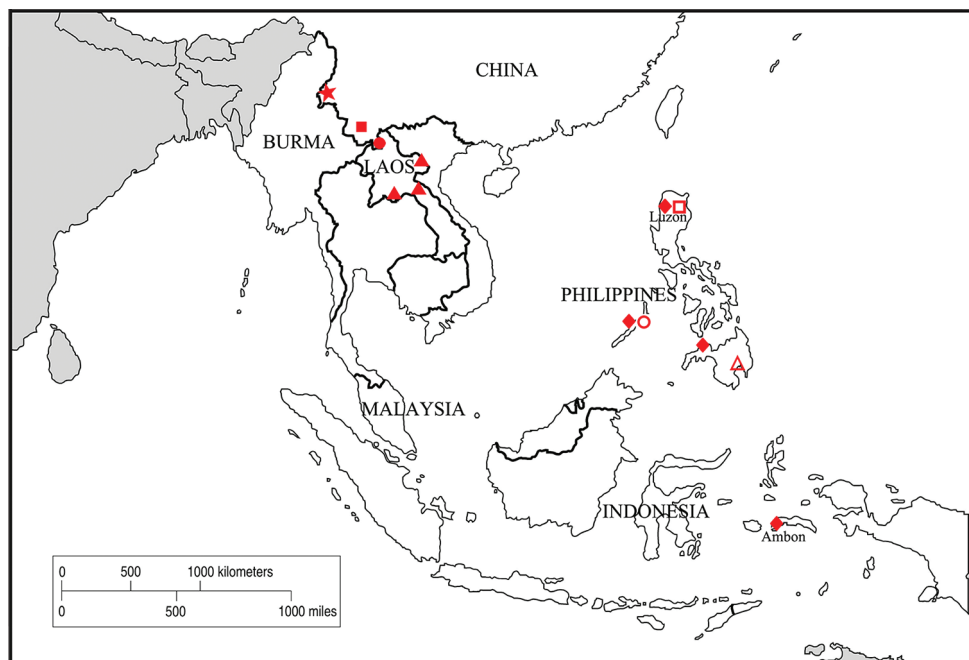 CHINA
BURMA
LAOS
Luzon
PHILIPPINES
MALAYSIA
INDONESIA
Ambon
0 500 1000 kilometers
0 500 1000 miles